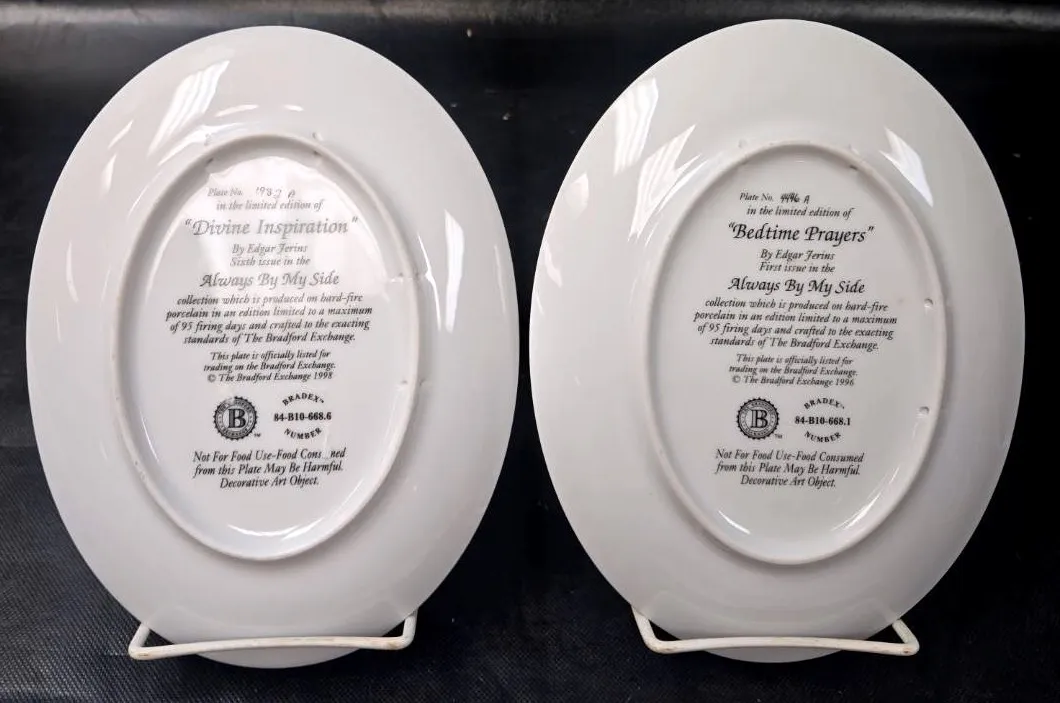 Plate No. 1982 A
in the limited edition of
"Divine Inspiration"
By Edgar Jerins
Sixth issue in the
Always By My Side
collection which is produced on hard-fire
porcelain in an edition limited to a maximum
of 95 firing days and crafted to the exacting
standards of The Bradford Exchange.
This plate is officially listed for
trading on the Bradford Exchange.
© The Bradford Exchange 1998
B
™
BRADEX™
84-B10-668.6
NUMBER
Not For Food Use-Food Cons ned
from this Plate May Be Harmful.
Decorative Art Object.
Plate No. 4446 A
in the limited edition of
"Bedtime Prayers"
By Edgar Jerins
First issue in the
Always By My Side
collection which is produced on hard-fire
porcelain in an edition limited to a maximum
of 95 firing days and crafted to the exacting
standards of The Bradford Exchange.
This plate is officially listed for
trading on the Bradford Exchange.
© The Bradford Exchange 1996
B
™
BRADEX™
84-B10-668.1
NUMBER
Not For Food Use-Food Consumed
from this Plate May Be Harmful.
Decorative Art Object.